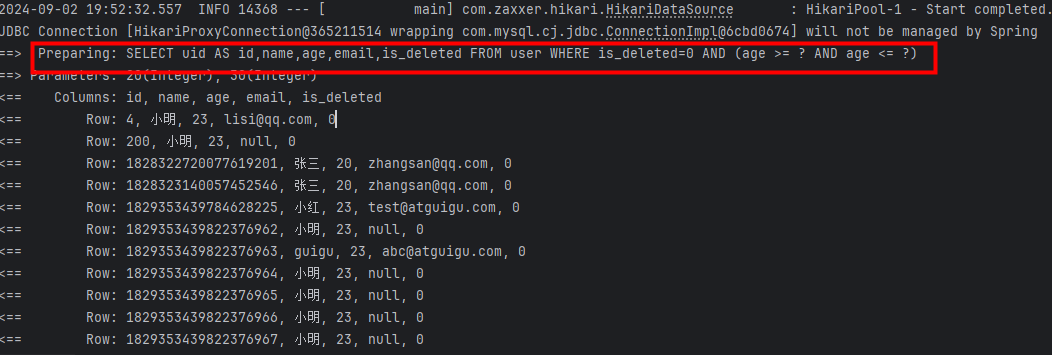 2024-09-02 19:52:32.557  INFO 14368 --- [           main] com.zaxxer.hikari.HikariDataSource       : HikariPool-1 - Start completed.
JDBC Connection [HikariProxyConnection@365211514 wrapping com.mysql.cj.jdbc.ConnectionImpl@6cbd0674] will not be managed by Spring
==>  Preparing: SELECT uid AS id,name,age,email,is_deleted FROM user WHERE is_deleted=0 AND (age >= ? AND age <= ?)
==> Parameters: 20(Integer), 30(Integer)
<==    Columns: id, name, age, email, is_deleted
<==        Row: 4, 小明, 23, lisi@qq.com, 0
<==        Row: 200, 小明, 23, null, 0
<==        Row: 1828322720077619201, 张三, 20, zhangsan@qq.com, 0
<==        Row: 1828323140057452546, 张三, 20, zhangsan@qq.com, 0
<==        Row: 1829353439784628225, 小红, 23, test@atguigu.com, 0
<==        Row: 1829353439822376962, 小明, 23, null, 0
<==        Row: 1829353439822376963, guigu, 23, abc@atguigu.com, 0
<==        Row: 1829353439822376964, 小明, 23, null, 0
<==        Row: 1829353439822376965, 小明, 23, null, 0
<==        Row: 1829353439822376966, 小明, 23, null, 0
<==        Row: 1829353439822376967, 小明, 23, null, 0